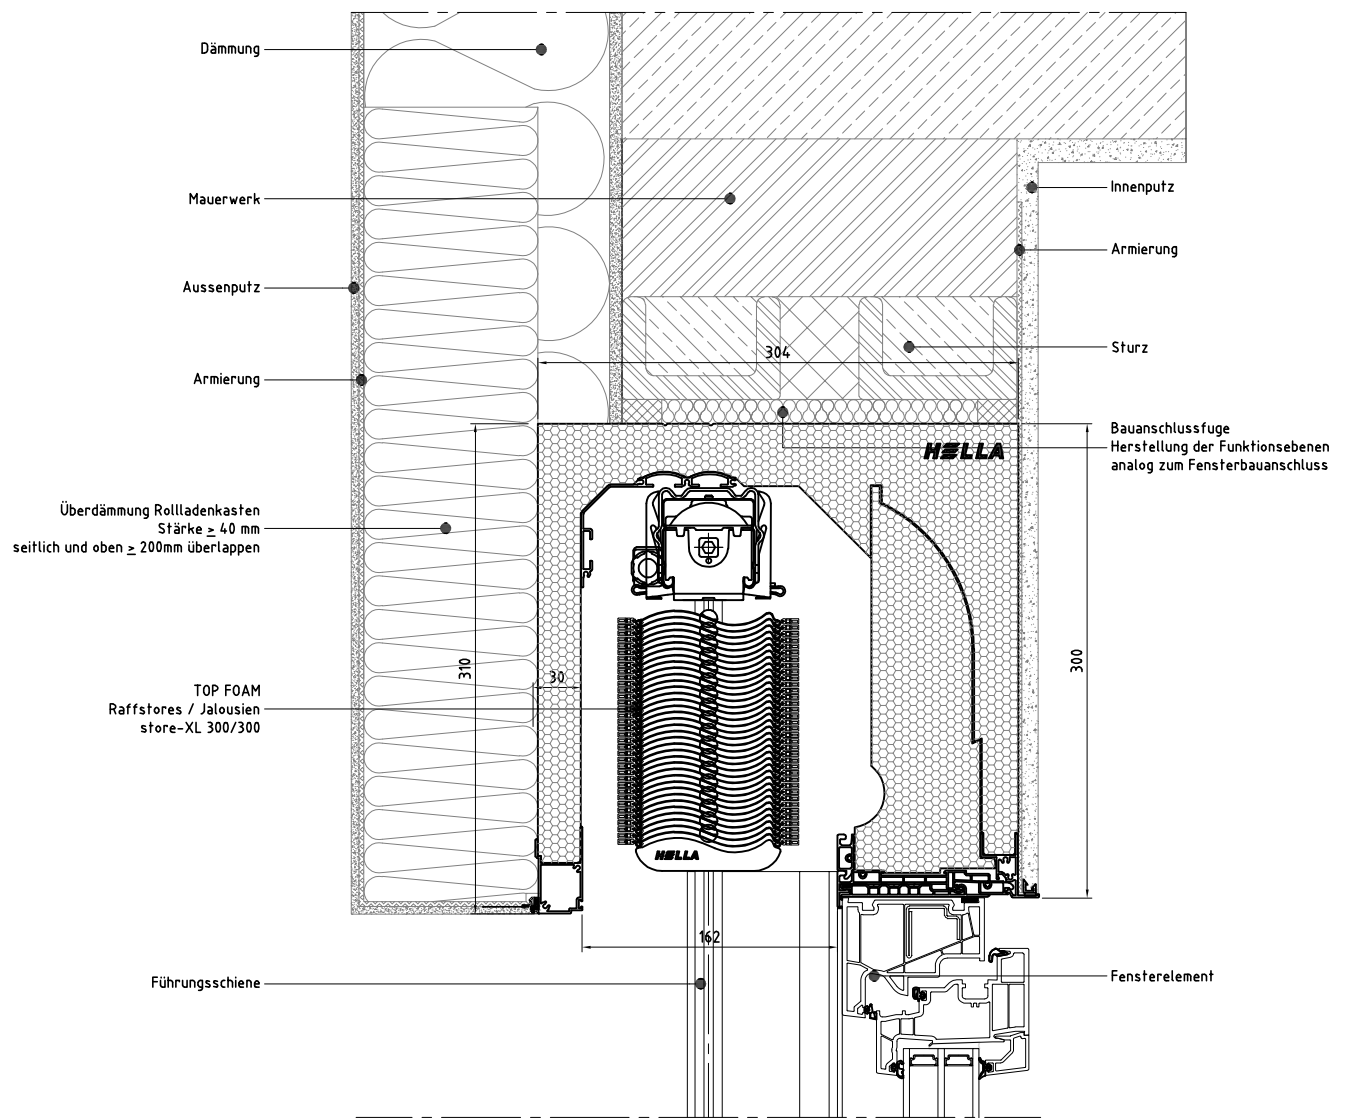 Dämmung
Mauerwerk
Innenputz
Armierung
Aussenputz
Sturz
304
Armierung
Bauanschlussfuge
Herstellung der Funktionsebenen
analog zum Fensterbauanschluss
HELLA
Überdämmung Rollladenkasten
Stärke ≥ 40 mm
seitlich und oben ≥ 200mm überlappen
310
30
300
TOP FOAM
Raffstores / Jalousien
store-XL 300/300
HELLA
162
Führungsschiene
Fensterelement